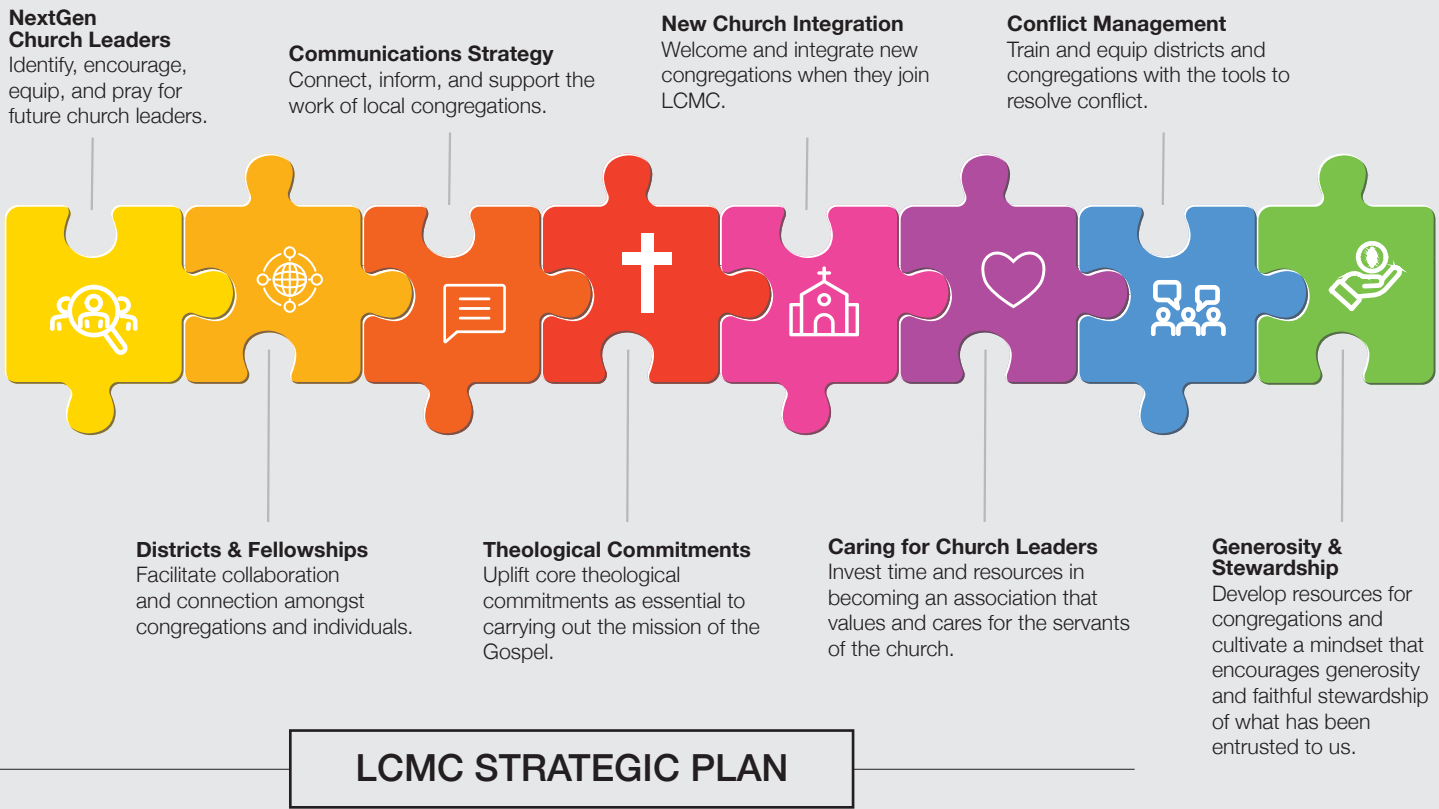 NextGen
Church Leaders
Identify, encourage,
equip, and pray for
future church leaders.
Communications Strategy
Connect, inform, and support the
work of local congregations.
New Church Integration
Welcome and integrate new
congregations when they join
LCMC.
Conflict Management
Train and equip districts and
congregations with the tools to
resolve conflict.
Districts & Fellowships
Facilitate collaboration
and connection amongst
congregations and individuals.
Theological Commitments
Uplift core theological
commitments as essential to
carrying out the mission of the
Gospel.
Caring for Church Leaders
Invest time and resources in
becoming an association that
values and cares for the servants
of the church.
Generosity &
Stewardship
Develop resources for
congregations and
cultivate a mindset that
encourages generosity
and faithful stewardship
of what has been
entrusted to us.
LCMC STRATEGIC PLAN